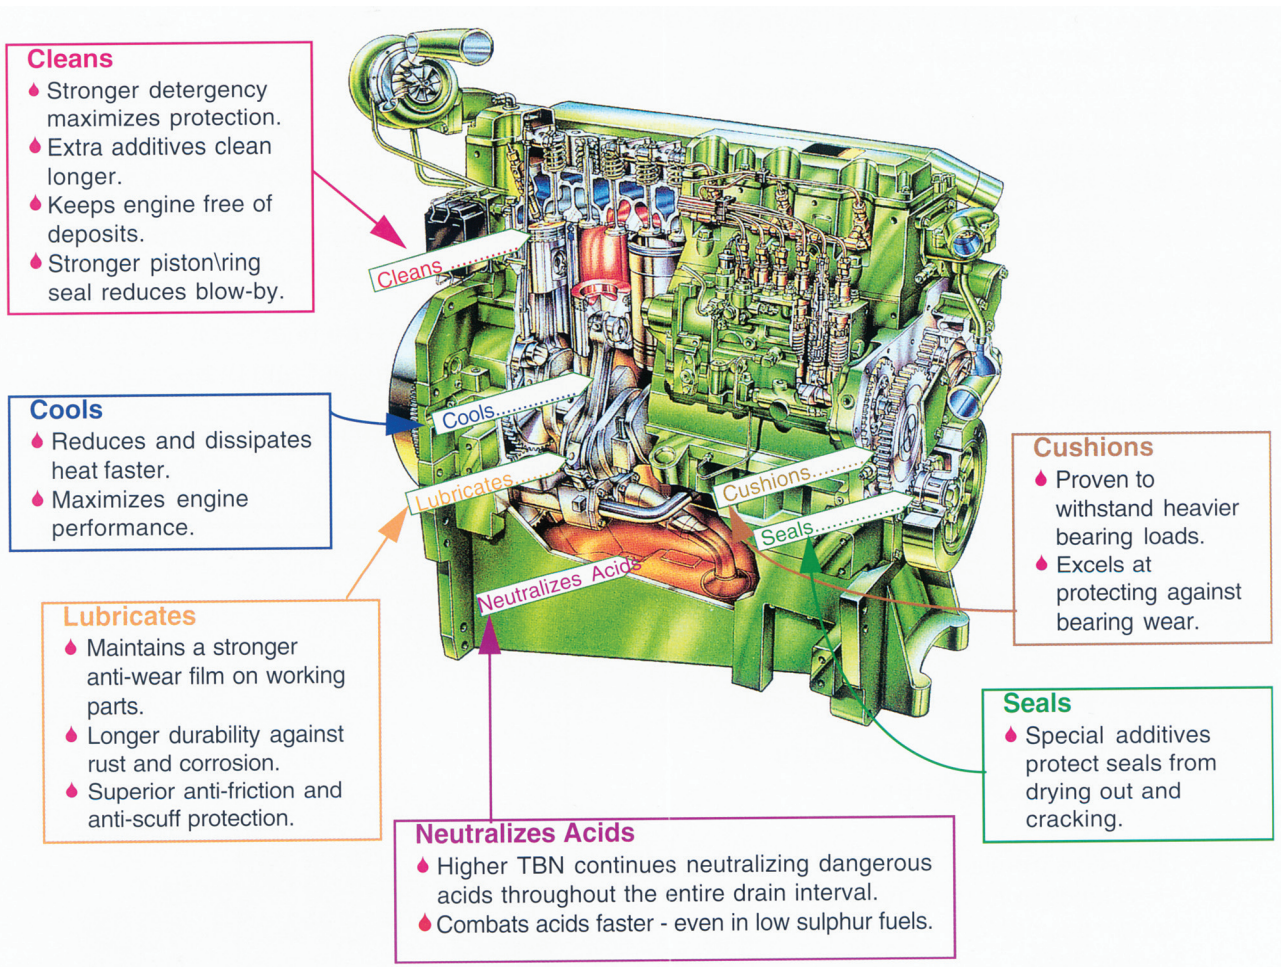 Cleans
Stronger detergency
maximizes protection.
Extra additives clean
longer.
Keeps engine free of
deposits.
Stronger piston\ring
seal reduces blow-by.
Cleans ..........
Cools
Reduces and dissipates
heat faster.
Maximizes engine
performance.
Cools............
Lubricates.......
Cushions.......
Seals..............
Neutralizes Acids
Cushions
Proven to
withstand heavier
bearing loads.
Excels at
protecting against
bearing wear.
Lubricates
Maintains a stronger
anti-wear film on working
parts.
Longer durability against
rust and corrosion.
Superior anti-friction and
anti-scuff protection.
Seals
Special additives
protect seals from
drying out and
cracking.
Neutralizes Acids
Higher TBN continues neutralizing dangerous
acids throughout the entire drain interval.
Combats acids faster - even in low sulphur fuels.